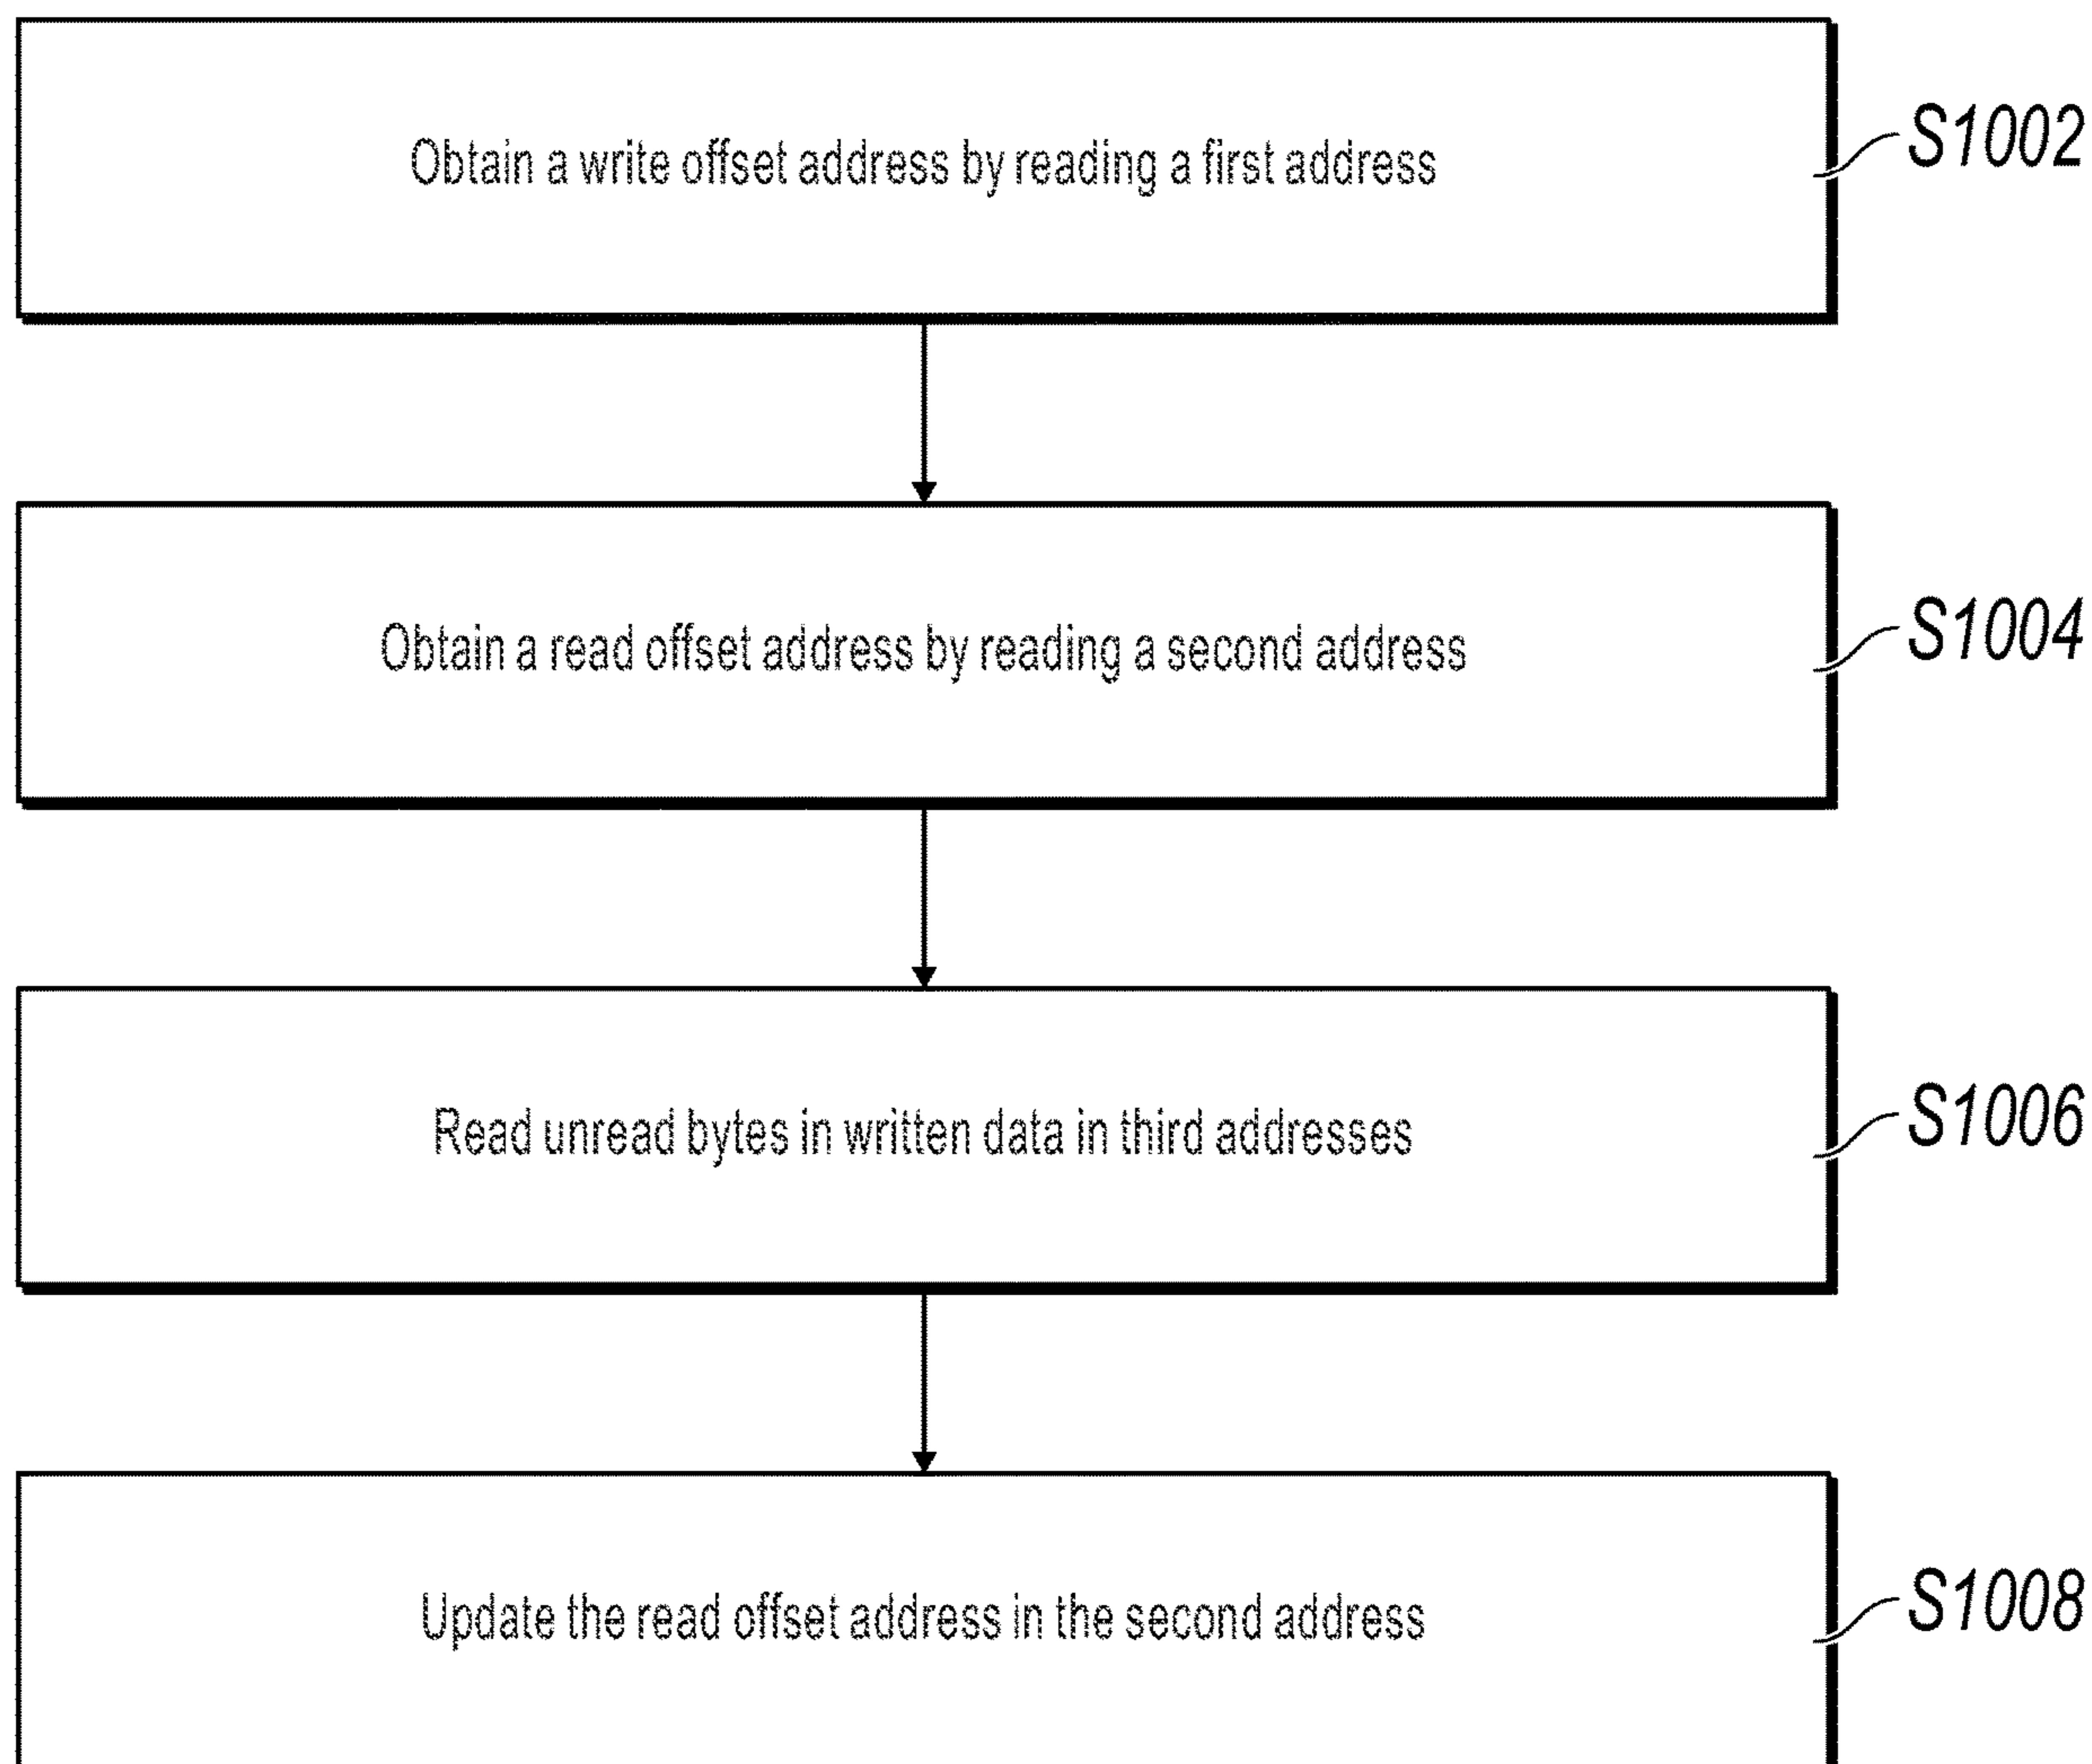 Obtain a write offset address by reading a first address
S1002
Obtain a read offset address by reading a second address
S1004
Read unread bytes in written data in third addresses
S1006
Update the read offset address in the second address
S1008